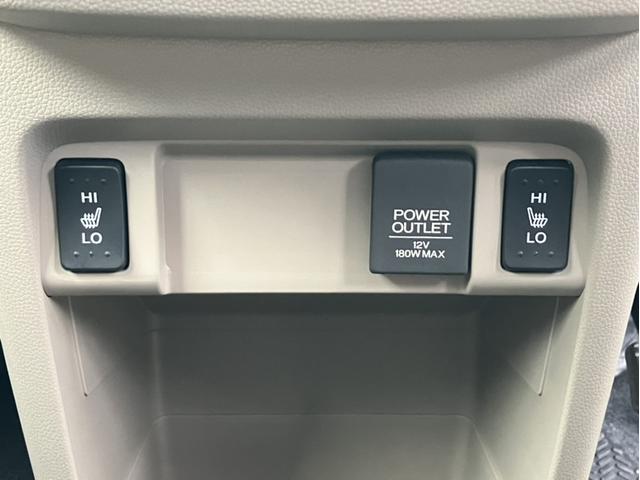 HI
LO
POWER
OUTLET
12V
180W MAX
HI
LO